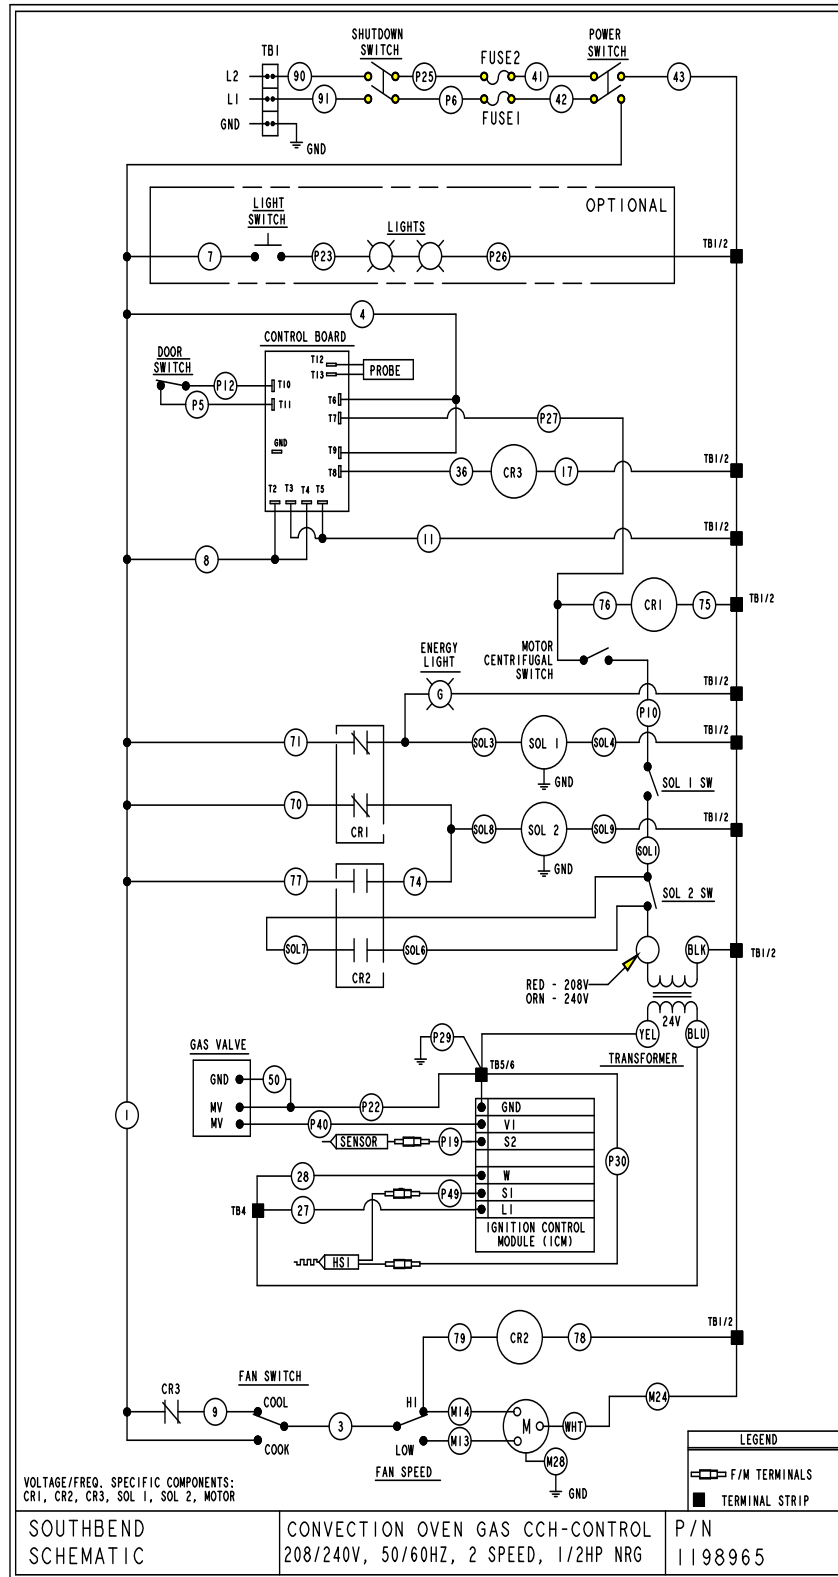 SHUTDOWN SWITCH
POWER SWITCH
TB1
FUSE2
L2
90
P25
41
43
L1
91
P6
42
FUSE1
GND
GND
OPTIONAL
LIGHT SWITCH
LIGHTS
7
P23
P26
TB1/2
4
CONTROL BOARD
DOOR SWITCH
T12
T13
PROBE
P12
T10
P5
T11
T6
T7
P27
GND
T9
T8
36
CR3
17
TB1/2
T2
T3
T4
T5
11
TB1/2
8
76
CR1
75
TB1/2
ENERGY LIGHT
MOTOR CENTRIFUGAL SWITCH
G
TB1/2
P10
71
SOL3
SOL 1
SOL4
TB1/2
GND
SOL 1 SW
70
CR1
SOL8
SOL 2
SOL9
TB1/2
GND
SOL1
77
74
SOL 2 SW
SOL7
SOL6
CR2
BLK
TB1/2
RED - 208V
ORN - 240V
24V
YEL
BLU
TRANSFORMER
P29
GAS VALVE
TB5/6
GND
50
MV
P22
GND
MV
P40
V1
SENSOR
P19
S2
P30
1
28
W
P49
S1
TB4
27
L1
IGNITION CONTROL
MODULE (ICM)
HSI
79
CR2
78
TB1/2
CR3
FAN SWITCH
9
COOL
3
COOK
HI
LOW
FAN SPEED
M14
M13
M
WHT
M24
M28
GND
LEGEND
F/M TERMINALS
TERMINAL STRIP
VOLTAGE/FREQ. SPECIFIC COMPONENTS:
CR1, CR2, CR3, SOL 1, SOL 2, MOTOR
SOUTHBEND
SCHEMATIC
CONVECTION OVEN GAS CCH-CONTROL
208/240V, 50/60HZ, 2 SPEED, 1/2HP NRG
P/N
1198965